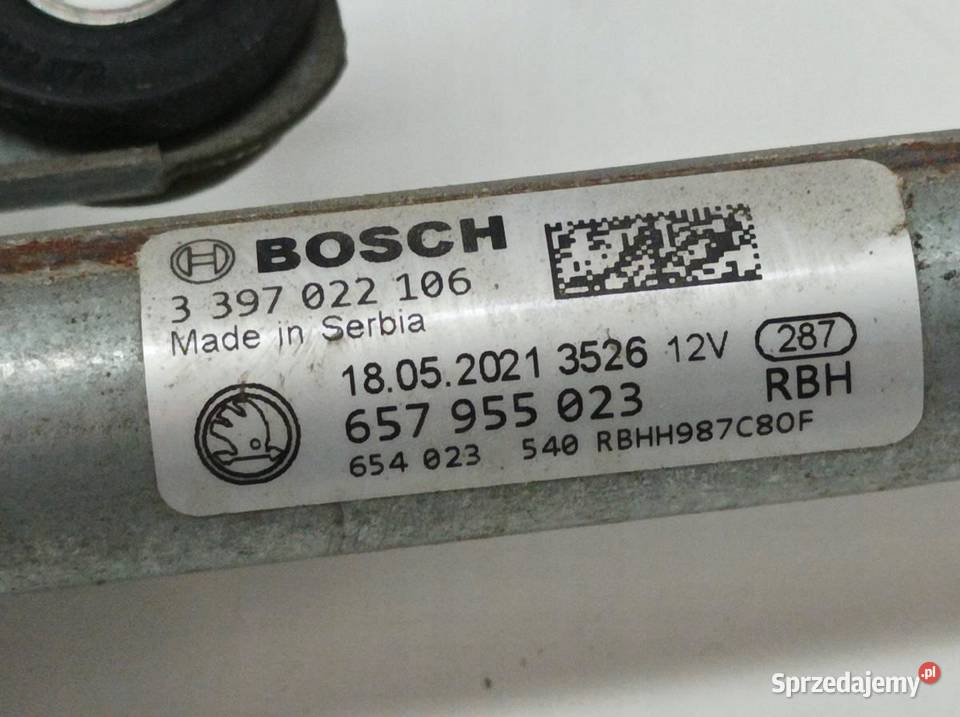 BOSCH
3 397 022 106
Made in Serbia
18.05.2021 3526 12V 287
657 955 023 RBH
654 023 540 RBHH987C80F
Sprzedajemy.pl